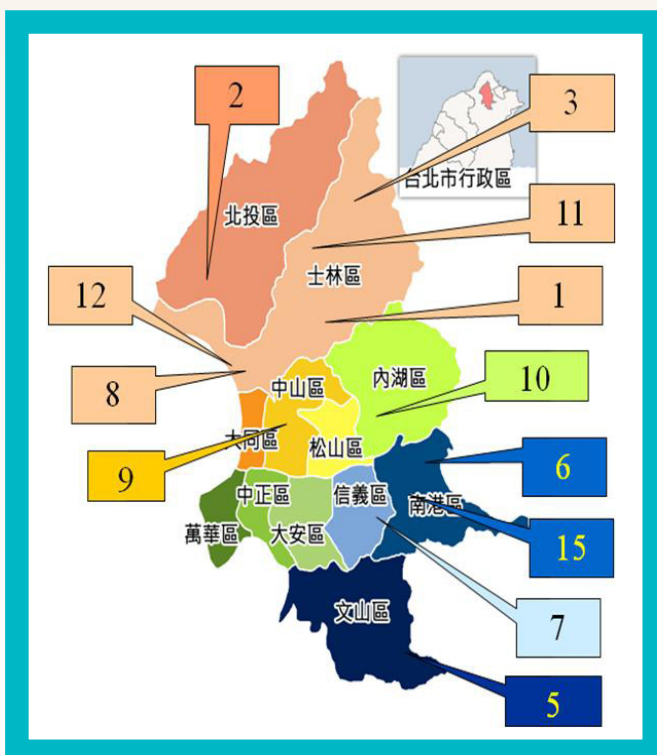 2
3
台北市行政區
北投區
11
士林區
12
1
內湖區
8
中山區
10
大同區
松山區
9
6
中正區
信義區
南港區
萬華區
大安區
15
文山區
7
5